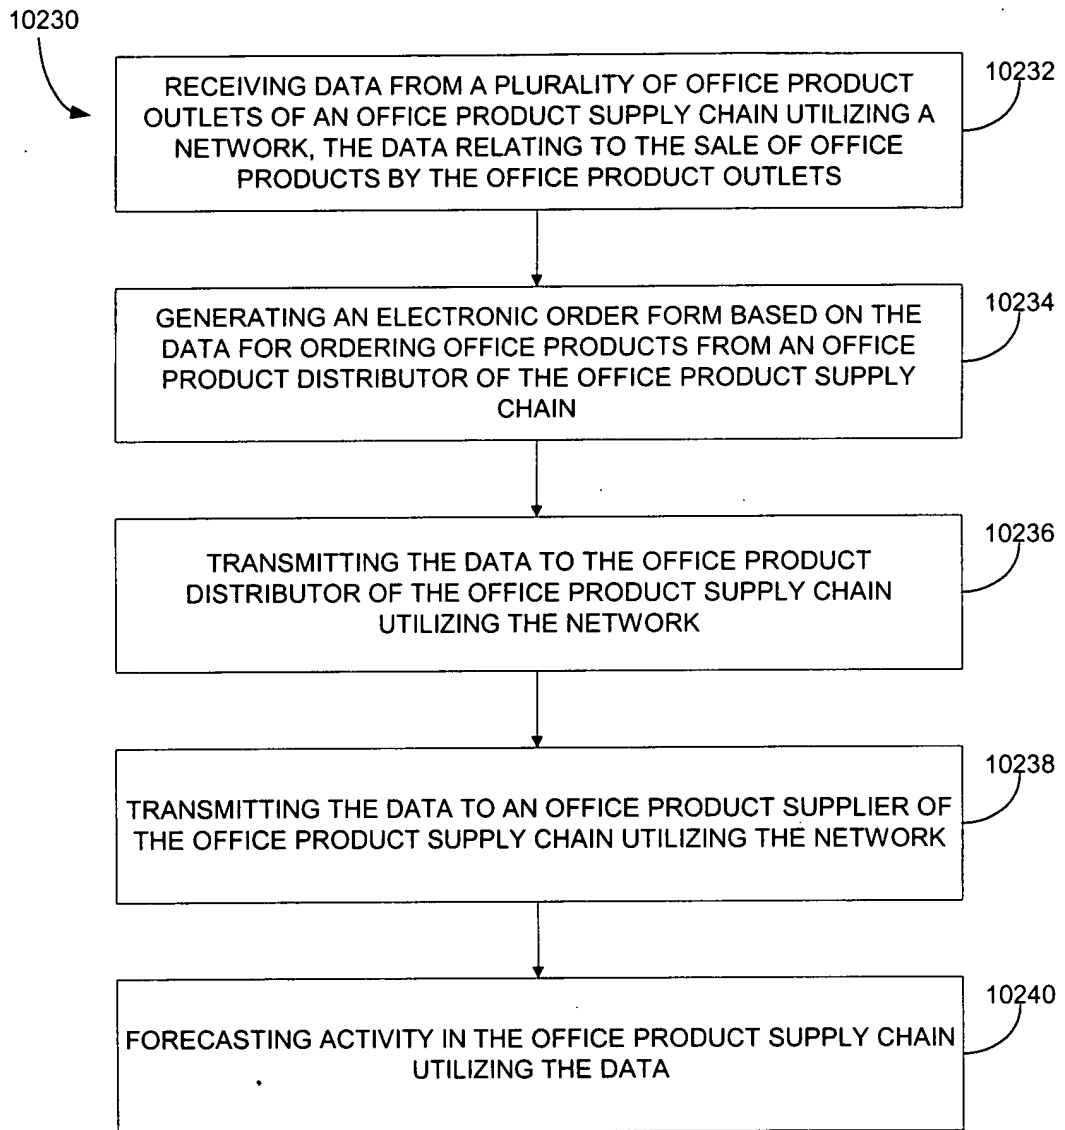 10230
RECEIVING DATA FROM A PLURALITY OF OFFICE PRODUCT
OUTLETS OF AN OFFICE PRODUCT SUPPLY CHAIN UTILIZING A
NETWORK, THE DATA RELATING TO THE SALE OF OFFICE
PRODUCTS BY THE OFFICE PRODUCT OUTLETS
10232
GENERATING AN ELECTRONIC ORDER FORM BASED ON THE
DATA FOR ORDERING OFFICE PRODUCTS FROM AN OFFICE
PRODUCT DISTRIBUTOR OF THE OFFICE PRODUCT SUPPLY
CHAIN
10234
TRANSMITTING THE DATA TO THE OFFICE PRODUCT
DISTRIBUTOR OF THE OFFICE PRODUCT SUPPLY CHAIN
UTILIZING THE NETWORK
10236
TRANSMITTING THE DATA TO AN OFFICE PRODUCT SUPPLIER OF
THE OFFICE PRODUCT SUPPLY CHAIN UTILIZING THE NETWORK
10238
FORECASTING ACTIVITY IN THE OFFICE PRODUCT SUPPLY CHAIN
UTILIZING THE DATA
10240